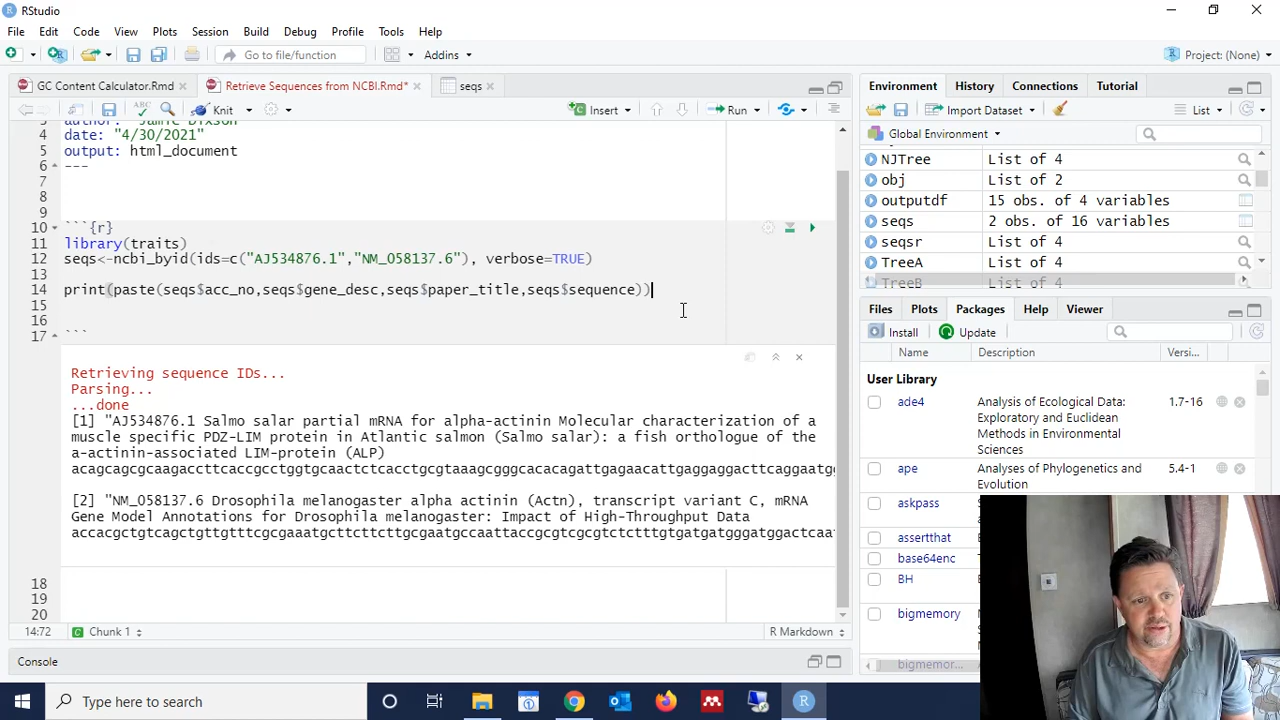 RStudio
File Edit Code View Plots Session Build Debug Profile Tools Help
Go to file/function
Addins
Project: (None)
GC Content Calculator.Rmd
Retrieve Sequences from NCBI.Rmd*
seqs
Knit
Insert
Run
4 date: "4/30/2021"
5 output: html_document
6 ---
7
8
9
10 ```{r}
11 library(traits)
12 seqs<-ncbi_byid(ids=c("AJ534876.1","NM_058137.6"), verbose=TRUE)
13
14 print(paste(seqs$acc_no,seqs$gene_desc,seqs$paper_title,seqs$sequence))
15
16
17 ```
Retrieving sequence IDs...
Parsing...
...done
[1] "AJ534876.1 Salmo salar partial mRNA for alpha-actinin Molecular characterization of a
muscle specific PDZ-LIM protein in Atlantic salmon (Salmo salar): a fish orthologue of the
a-actinin-associated LIM-protein (ALP)
acagcagcgcaagaccttcaccgcctggtgcaactctcacctgcgtaaagcgggcacacagattgagaacattgaggaggacttcaggaatgg
[2] "NM_058137.6 Drosophila melanogaster alpha actinin (Actn), transcript variant C, mRNA
Gene Model Annotations for Drosophila melanogaster: Impact of High-Throughput Data
accacgctgtcagctgttgtttcgcgaaatgcttcttcttgcgaatgccaattaccgcgtcgcgtctctttgtgatgatgggatggactcaat
18
19
20
14:72
Chunk 1
R Markdown
Console
Environment History Connections Tutorial
Import Dataset
List
Global Environment
NJTree List of 4
obj List of 2
outputdf 15 obs. of 4 variables
seqs 2 obs. of 16 variables
seqsr List of 4
TreeA List of 4
TreeB List of 4
Files Plots Packages Help Viewer
Install Update
Name Description Versi...
User Library
ade4 Analysis of Ecological Data: Exploratory and Euclidean Methods in Environmental Sciences 1.7-16
ape Analyses of Phylogenetics and Evolution 5.4-1
askpass
assertthat
base64enc
BH
bigmemory
bigmemor...
Type here to search